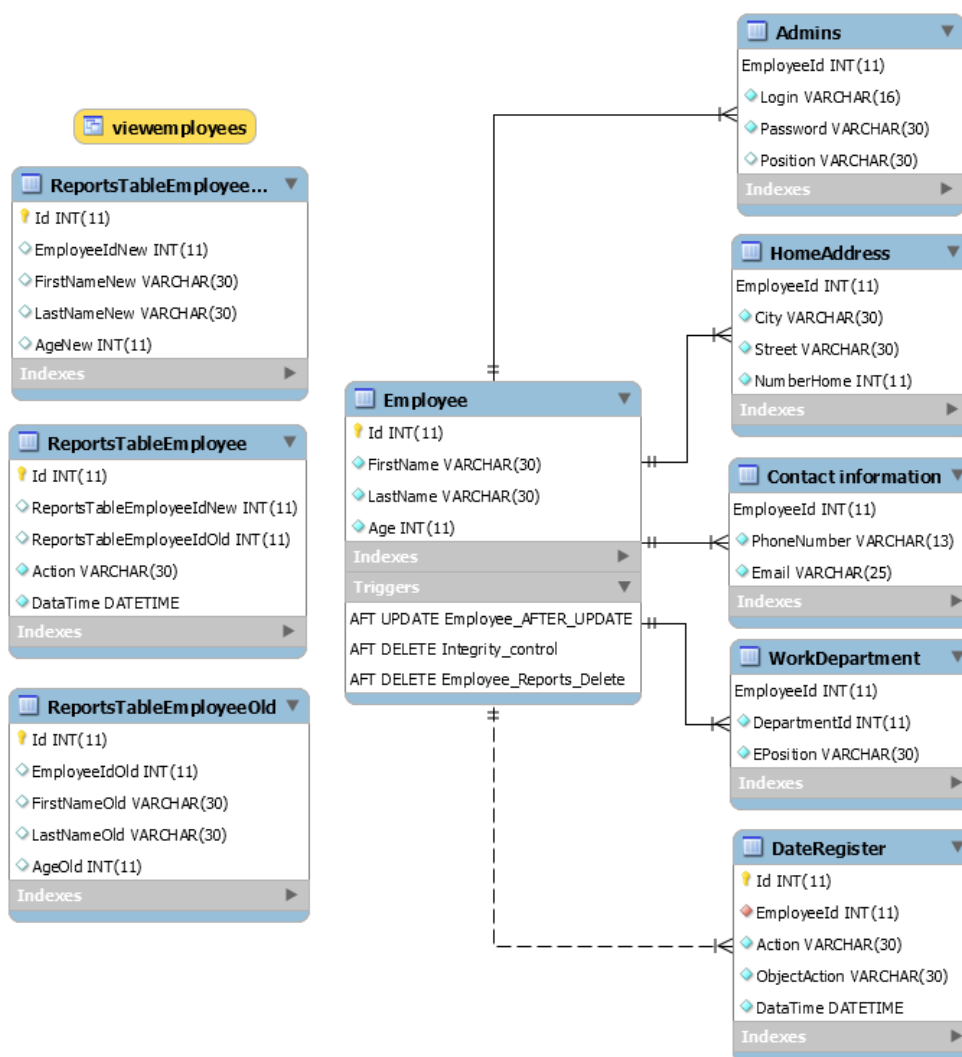 viewemployees
ReportsTableEmployee...
Id INT(11)
EmployeeIdNew INT(11)
FirstNameNew VARCHAR(30)
LastNameNew VARCHAR(30)
AgeNew INT(11)
Indexes
ReportsTableEmployee
Id INT(11)
ReportsTableEmployeeIdNew INT(11)
ReportsTableEmployeeIdOld INT(11)
Action VARCHAR(30)
DataTime DATETIME
Indexes
ReportsTableEmployeeOld
Id INT(11)
EmployeeIdOld INT(11)
FirstNameOld VARCHAR(30)
LastNameOld VARCHAR(30)
AgeOld INT(11)
Indexes
Employee
Id INT(11)
FirstName VARCHAR(30)
LastName VARCHAR(30)
Age INT(11)
Indexes
Triggers
AFT UPDATE Employee_AFTER_UPDATE
AFT DELETE Integrity_control
AFT DELETE Employee_Reports_Delete
Admins
EmployeeId INT(11)
Login VARCHAR(16)
Password VARCHAR(30)
Position VARCHAR(30)
Indexes
HomeAddress
EmployeeId INT(11)
City VARCHAR(30)
Street VARCHAR(30)
NumberHome INT(11)
Indexes
Contact information
EmployeeId INT(11)
PhoneNumber VARCHAR(13)
Email VARCHAR(25)
Indexes
WorkDepartment
EmployeeId INT(11)
DepartmentId INT(11)
EPosition VARCHAR(30)
Indexes
DateRegister
Id INT(11)
EmployeeId INT(11)
Action VARCHAR(30)
ObjectAction VARCHAR(30)
DataTime DATETIME
Indexes